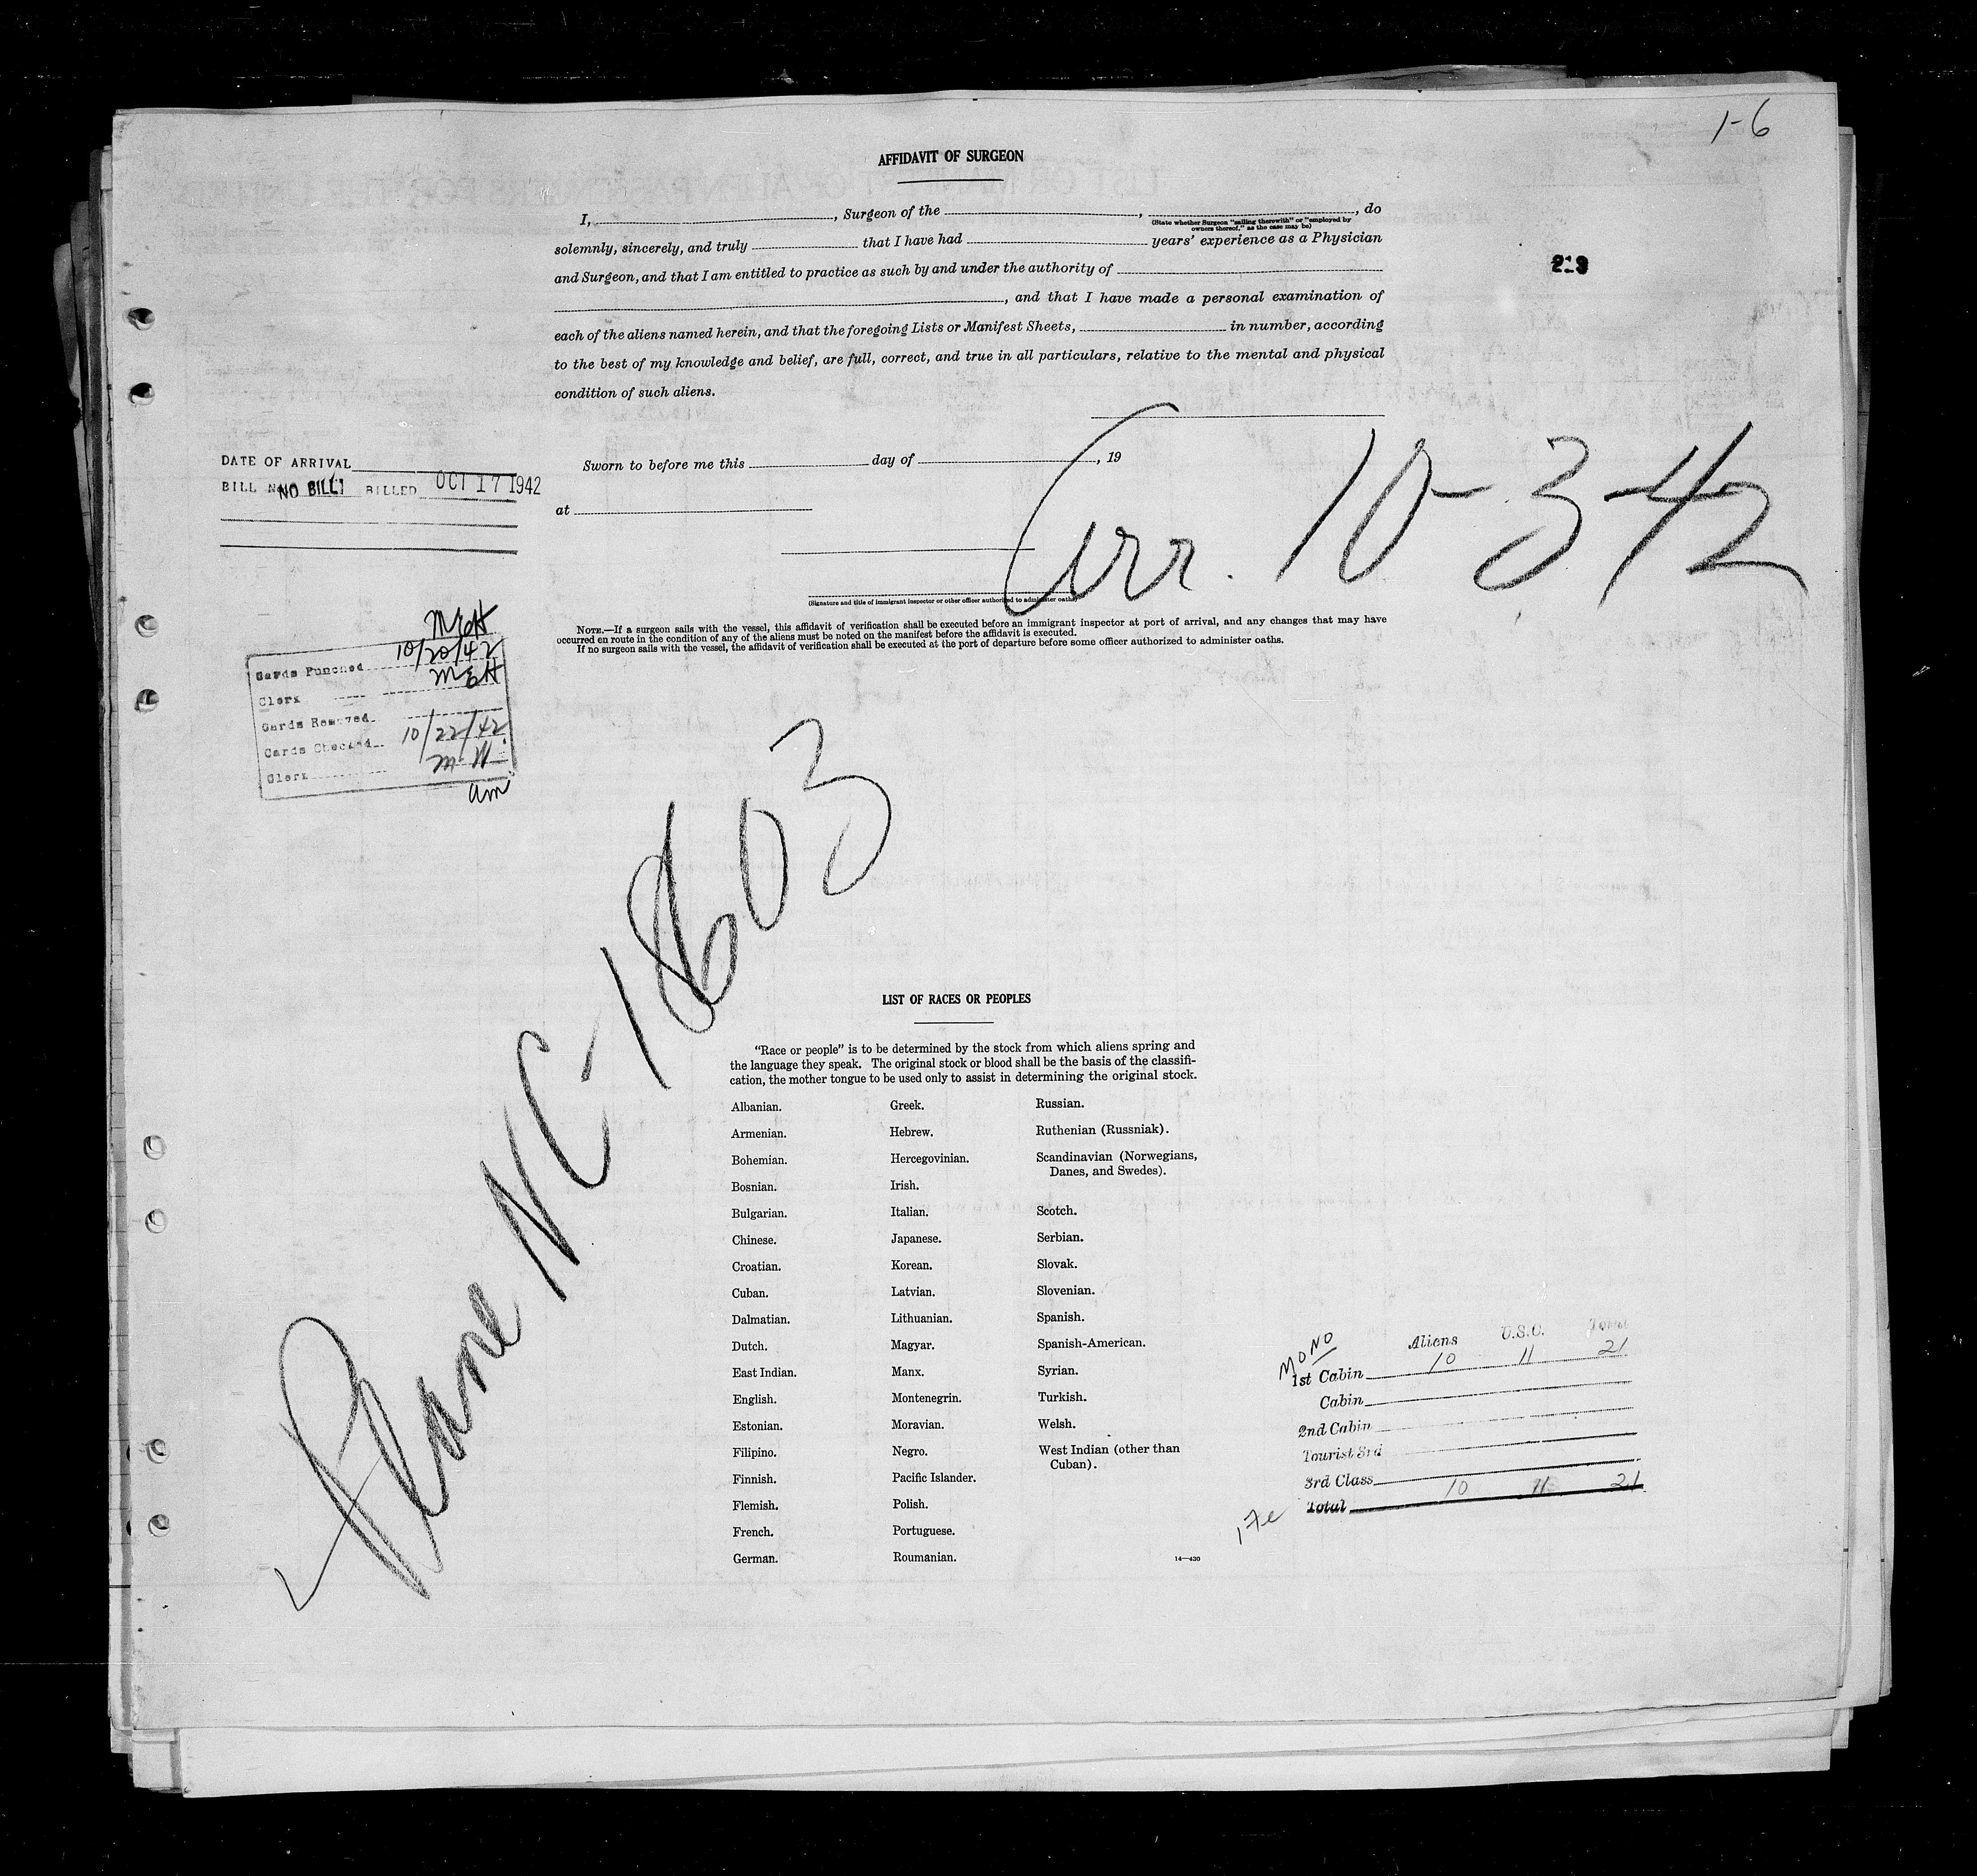 1-6
AFFIDAVIT OF SURGEON
I, , Surgeon of the , , do
(State whether Surgeon "sailing therewith" or "employed by
owners thereof," as the case may be)
solemnly, sincerely, and truly that I have had years' experience as a Physician
and Surgeon, and that I am entitled to practice as such by and under the authority of
, and that I have made a personal examination of
each of the aliens named herein, and that the foregoing Lists or Manifest Sheets, in number, according
to the best of my knowledge and belief, are full, correct, and true in all particulars, relative to the mental and physical
condition of such aliens.
Arr. 10-3-42
DATE OF ARRIVAL
BILL No. NO BILL BILLED OCT 17 1942
Sworn to before me this day of , 19
at
(Signature and title of immigrant inspector or other officer authorized to administer oaths)
NOTE.—If a surgeon sails with the vessel, this affidavit of verification shall be executed before an immigrant inspector at port of arrival, and any changes that may have
occurred en route in the condition of any of the aliens must be noted on the manifest before the affidavit is executed.
If no surgeon sails with the vessel, the affidavit of verification shall be executed at the port of departure before some officer authorized to administer oaths.
MEH
Cards Punched 10/20/42
Clerk MEH
Cards Removed
Cards Checked 10/22/42
Clerk
am
Plane NC-18603
LIST OF RACES OR PEOPLES
"Race or people" is to be determined by the stock from which aliens spring and
the language they speak. The original stock or blood shall be the basis of the classifi-
cation, the mother tongue to be used only to assist in determining the original stock.
Albanian.
Armenian.
Bohemian.
Bosnian.
Bulgarian.
Chinese.
Croatian.
Cuban.
Dalmatian.
Dutch.
East Indian.
English.
Estonian.
Filipino.
Finnish.
Flemish.
French.
German.
Greek.
Hebrew.
Hercegovinian.
Irish.
Italian.
Japanese.
Korean.
Latvian.
Lithuanian.
Magyar.
Manx.
Montenegrin.
Moravian.
Negro.
Pacific Islander.
Polish.
Portuguese.
Roumanian.
Russian.
Ruthenian (Russniak).
Scandinavian (Norwegians,
Danes, and Swedes).
Scotch.
Serbian.
Slovak.
Slovenian.
Spanish.
Spanish-American.
Syrian.
Turkish.
Welsh.
West Indian (other than
Cuban).
14—430
MONO
Aliens U.S.C. Total
1st Cabin 10 11 21
Cabin
2nd Cabin
Tourist 3rd
3rd Class
Total 10 11 21